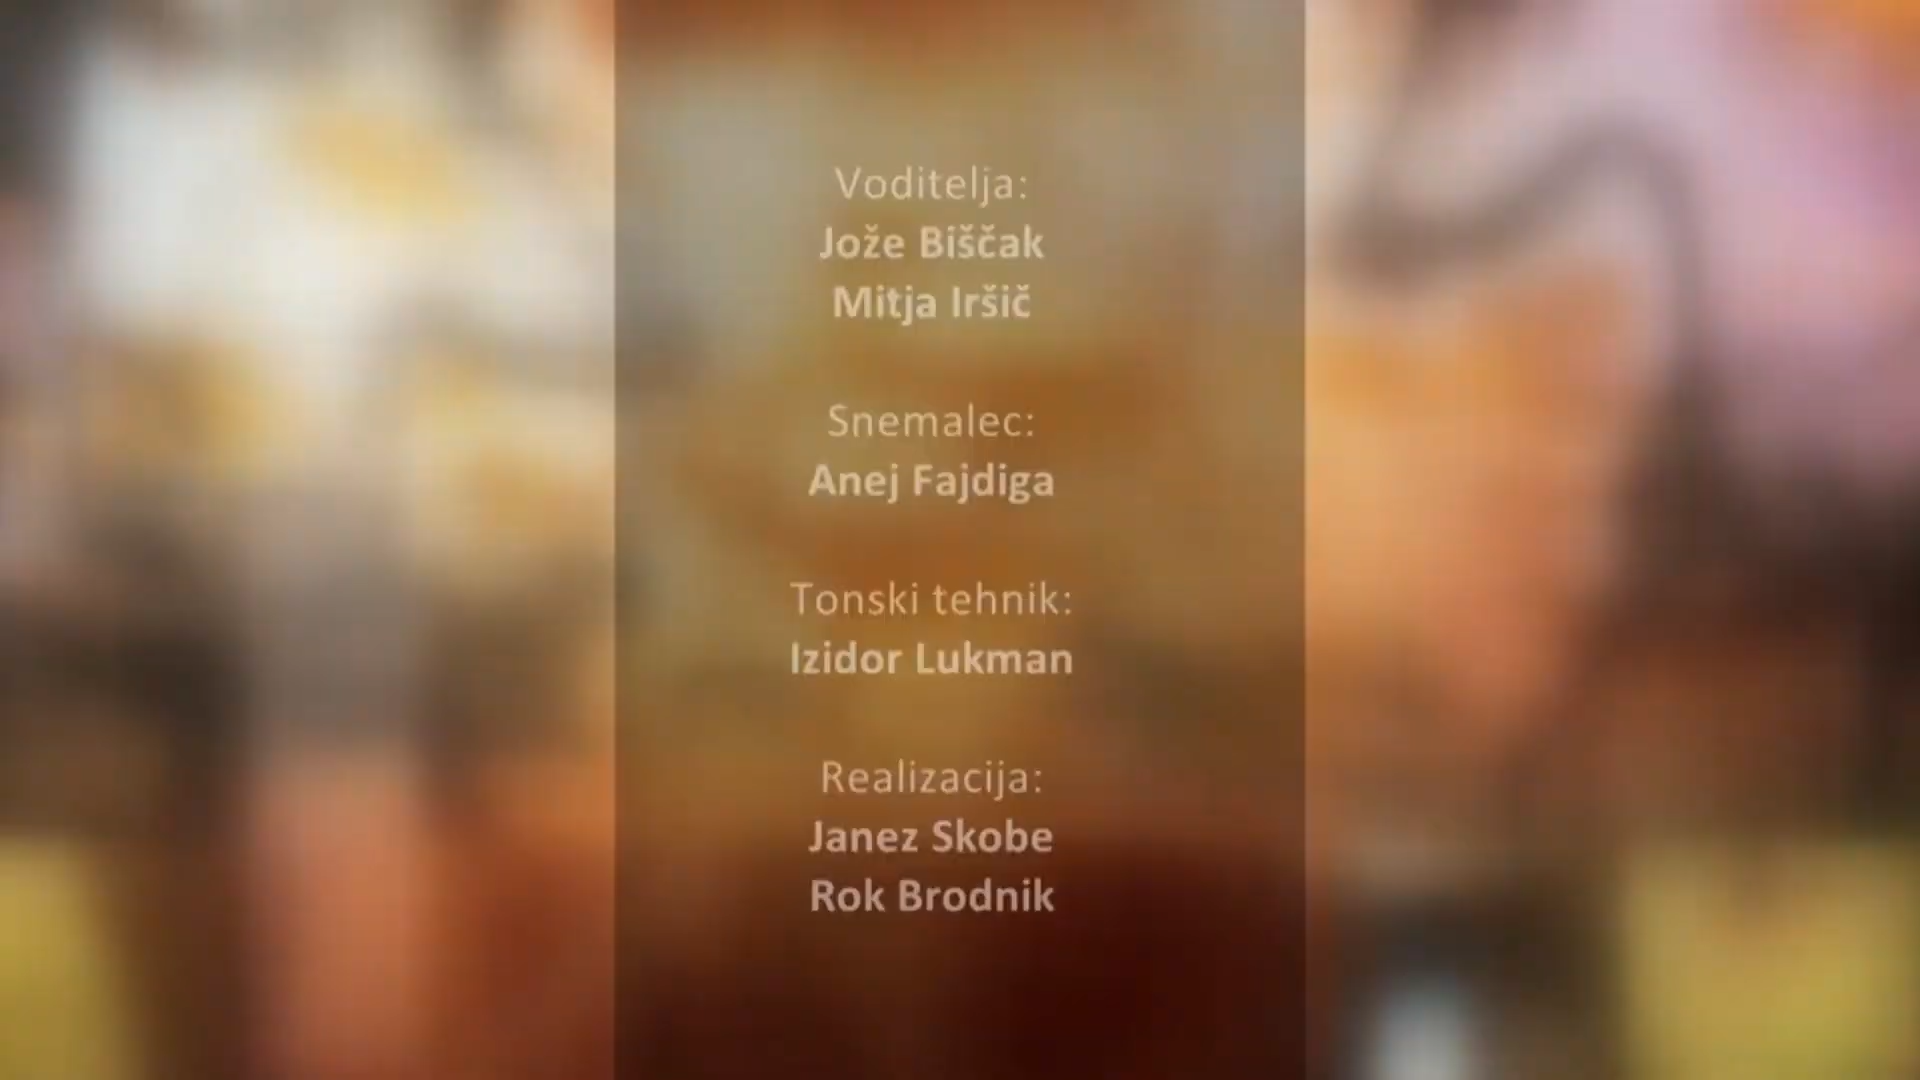 Voditelja:
Jože Biščak
Mitja Iršič
Snemalec:
Anej Fajdiga
Tonski tehnik:
Izidor Lukman
Realizacija:
Janez Skobe
Rok Brodnik